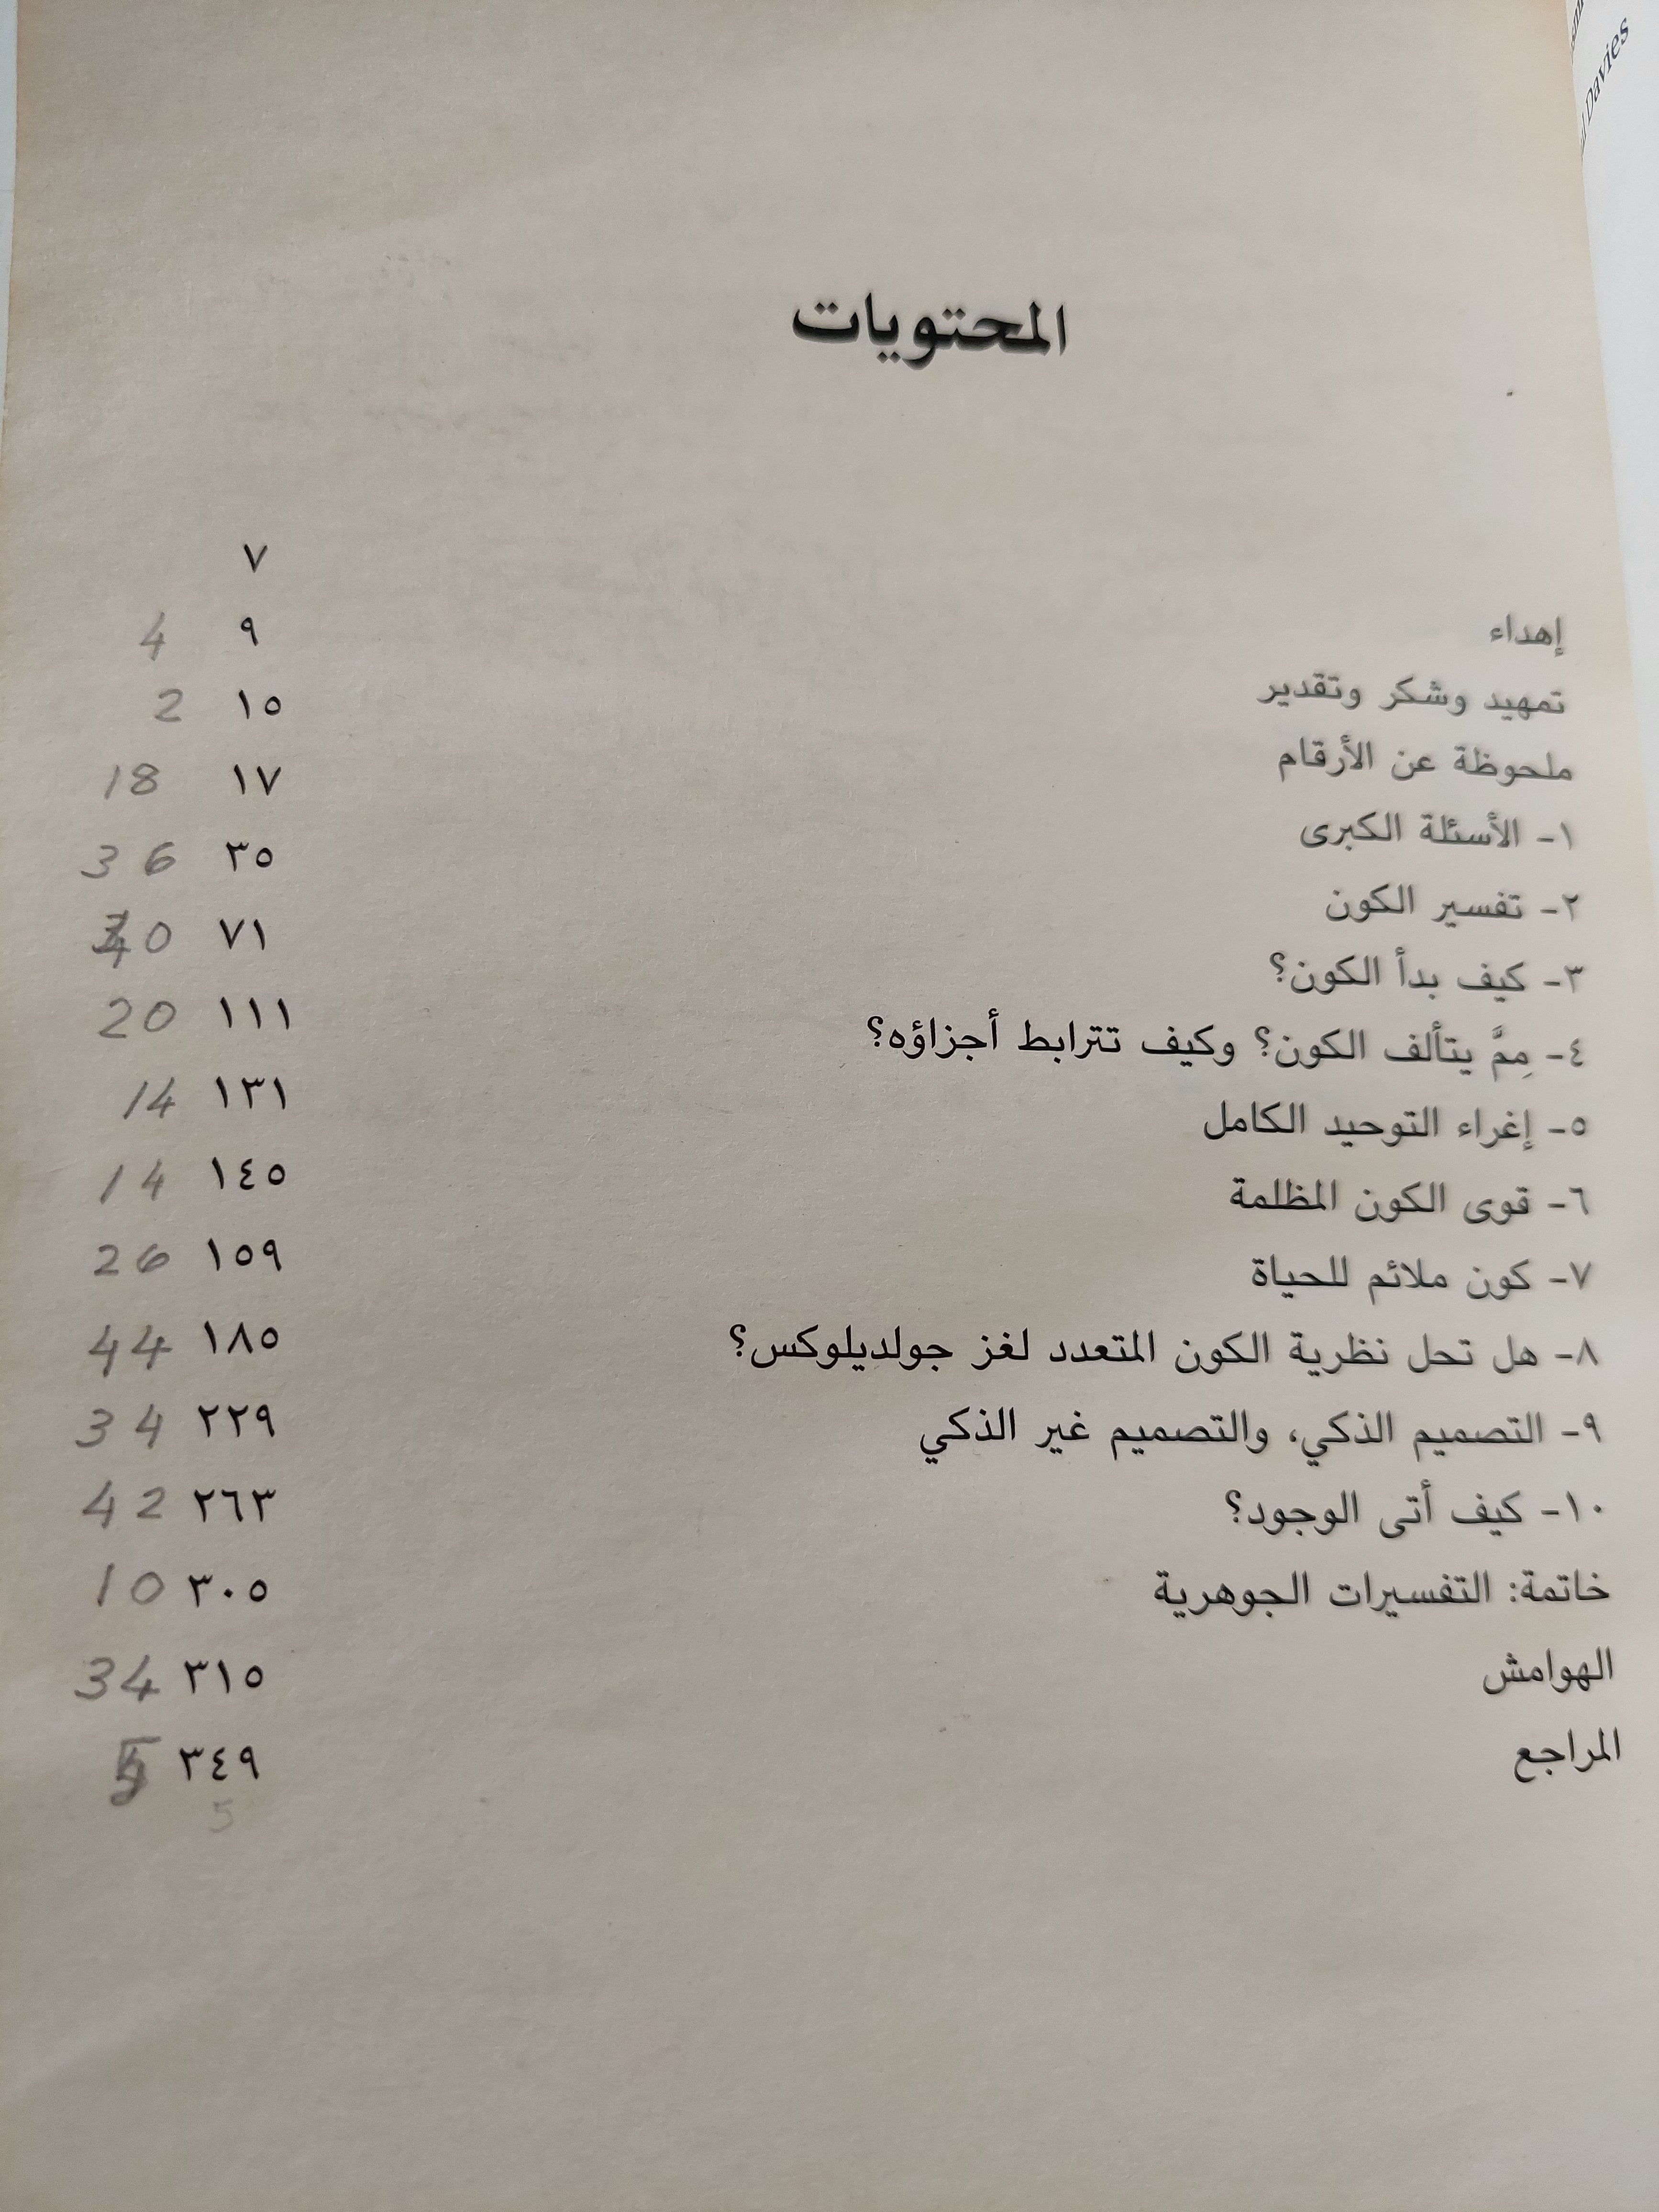 Davies
المحتويات
إهداء ٧
تمهيد وشكر وتقدير ٩ 4
ملحوظة عن الأرقام ١٥ 2
١- الأسئلة الكبرى ١٧ 18
٢- تفسير الكون ٣٥ 36
٣- كيف بدأ الكون؟ ٧١ 40
٤- مِمَّ يتألف الكون؟ وكيف تترابط أجزاؤه؟ ١١١ 20
٥- إغراء التوحيد الكامل ١٣١ 14
٦- قوى الكون المظلمة ١٤٥ 14
٧- كون ملائم للحياة ١٥٩ 26
٨- هل تحل نظرية الكون المتعدد لغز جولديلوكس؟ ١٨٥ 44
٩- التصميم الذكي، والتصميم غير الذكي ٢٢٩ 34
١٠- كيف أتى الوجود؟ ٢٦٣ 42
خاتمة: التفسيرات الجوهرية ٣٠٥ 10
الهوامش ٣١٥ 34
المراجع ٣٤٩
5